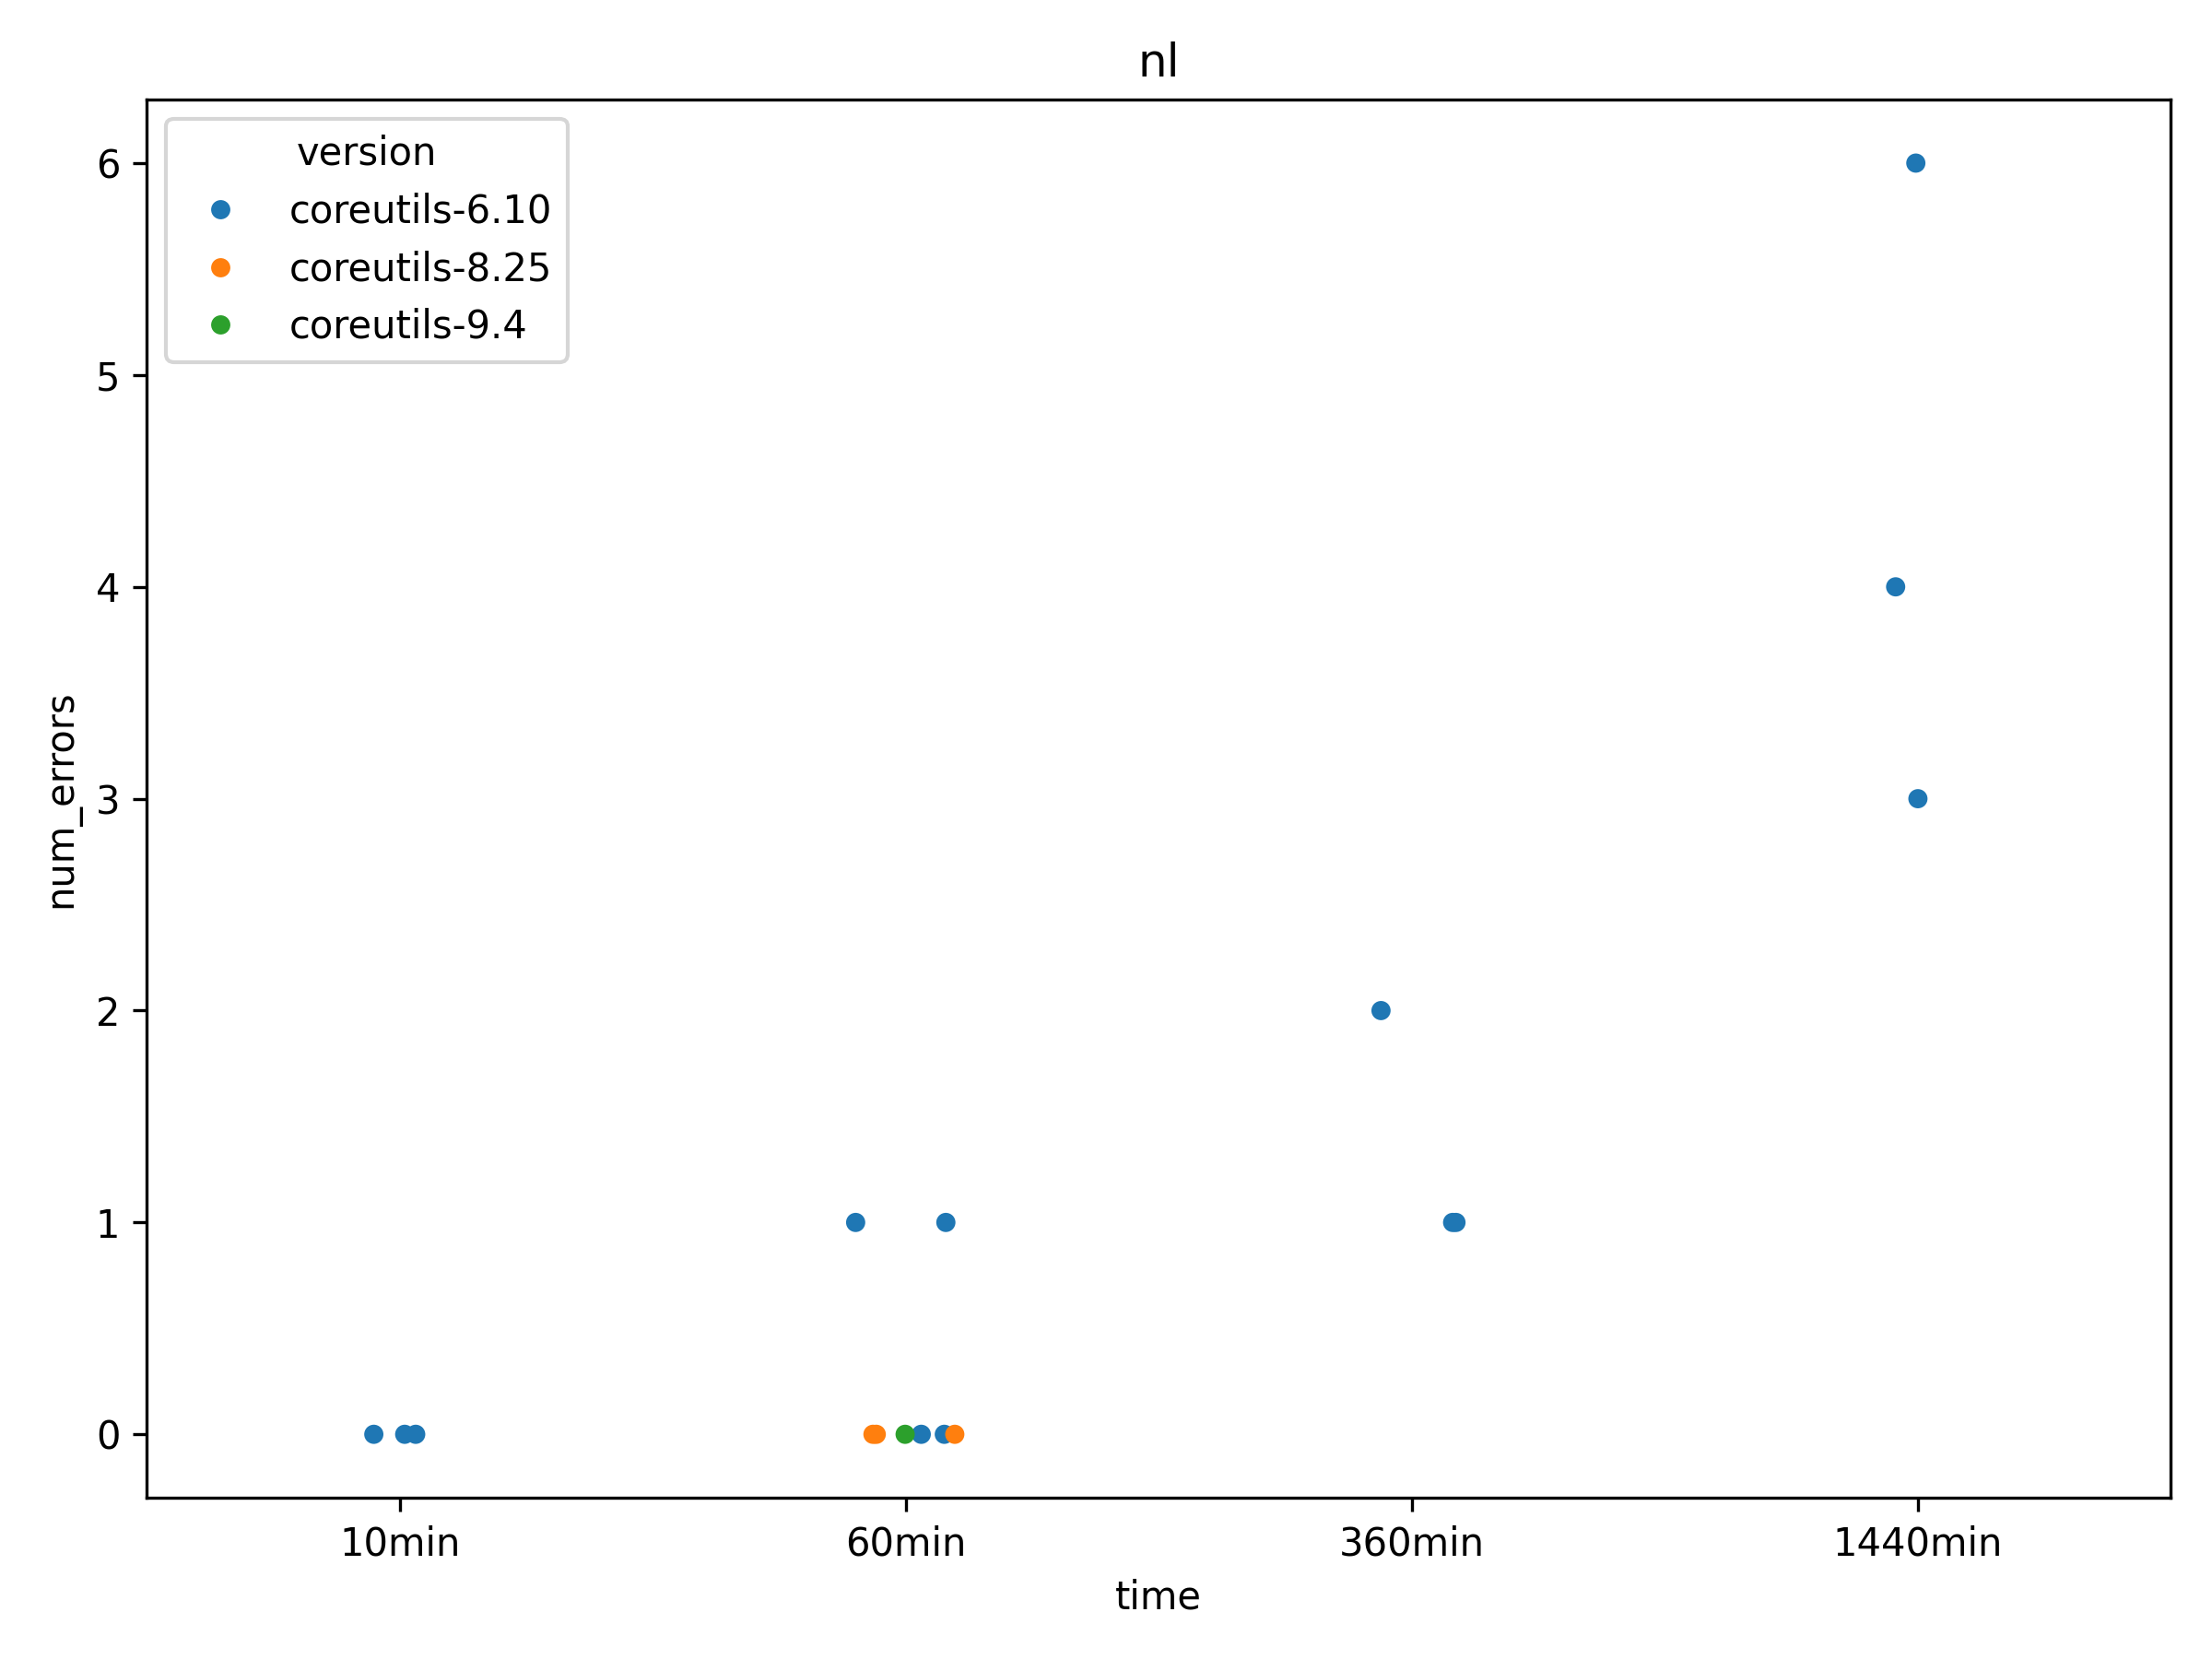 nl
version
coreutils-6.10
coreutils-8.25
coreutils-9.4
6
5
4
3
2
1
0
num_errors
10min 60min 360min 1440min
time